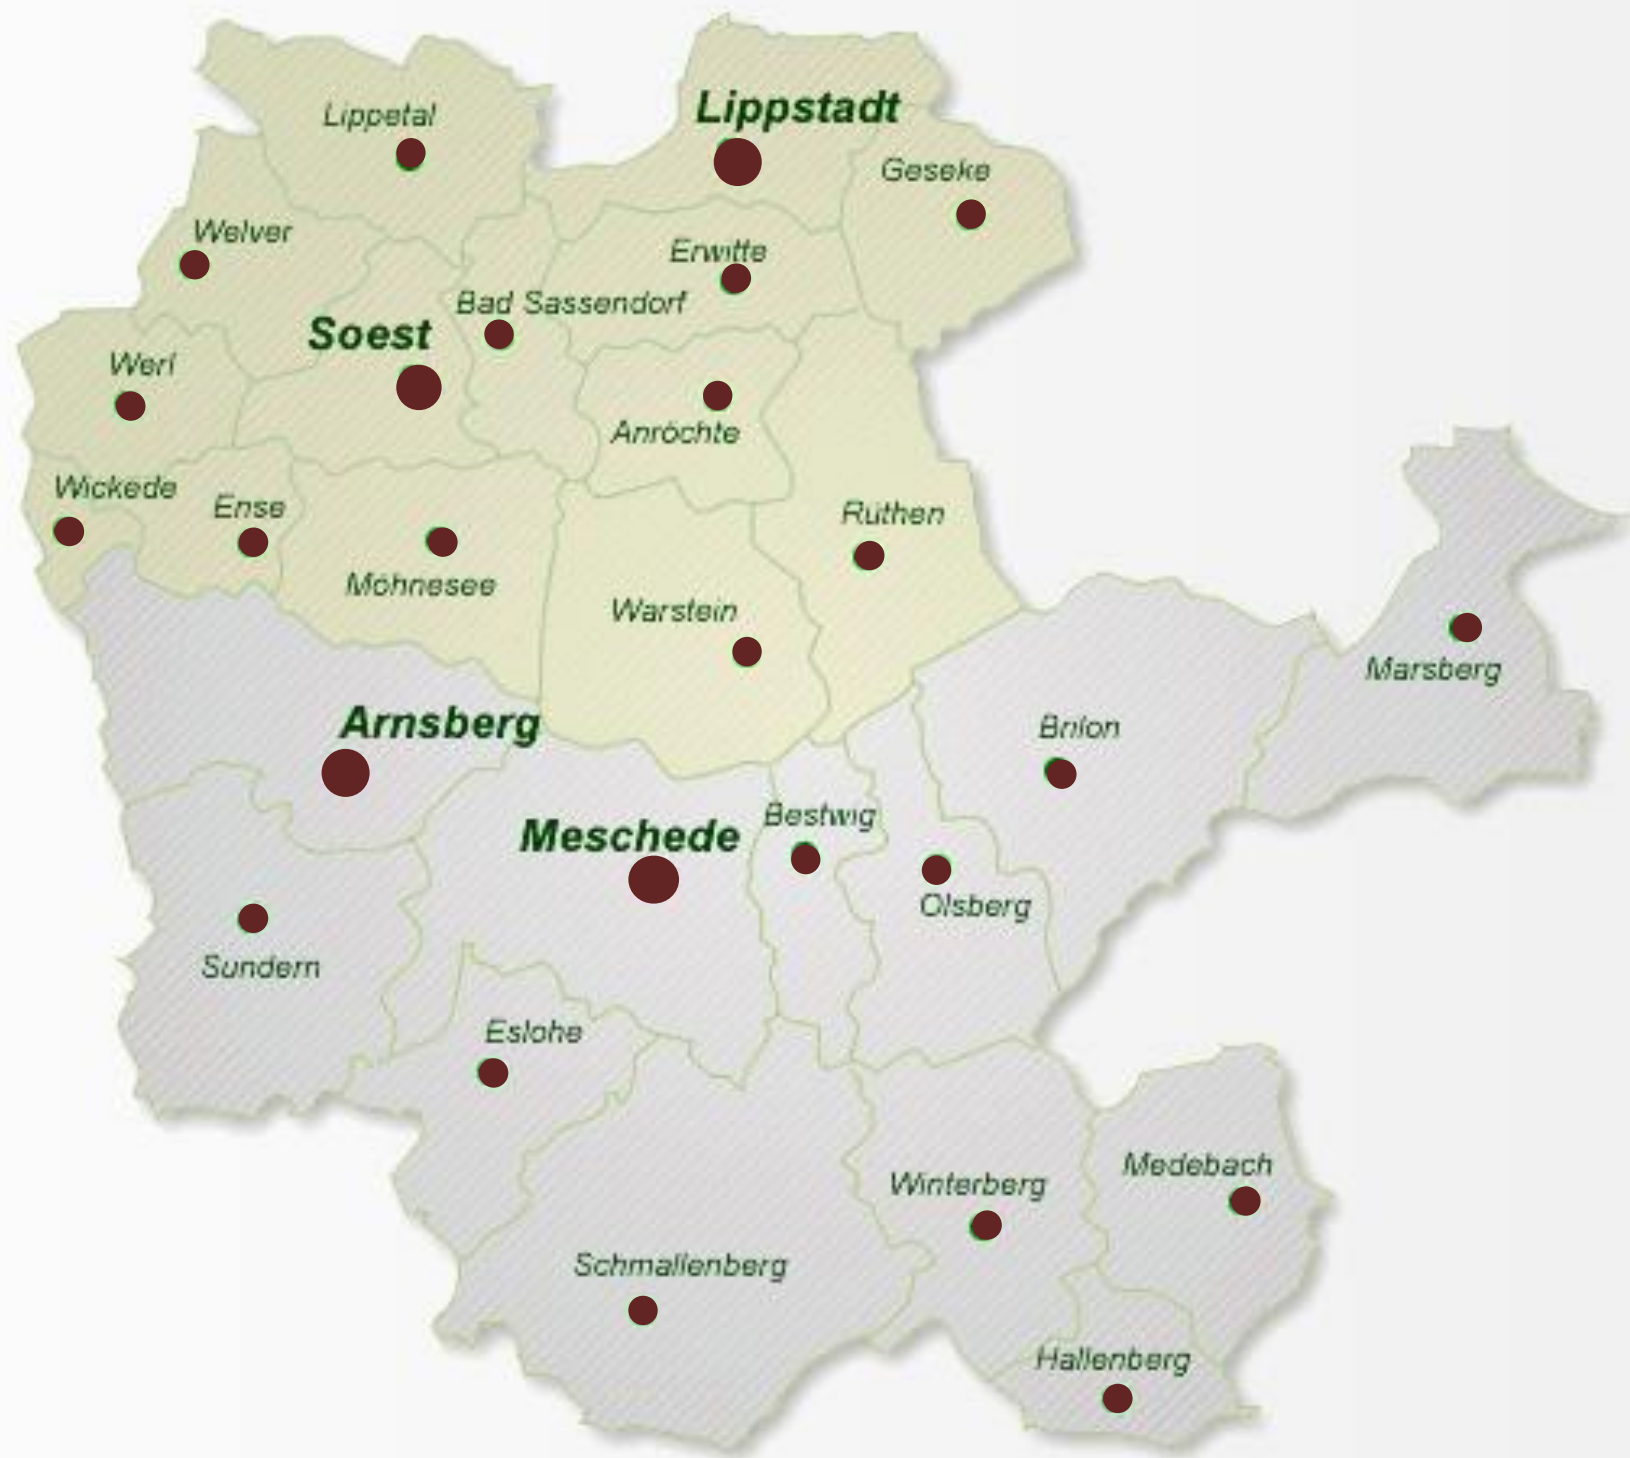 Lippetal
Lippstadt
Geseke
Welver
Erwitte
Bad Sassendorf
Soest
Werl
Anröchte
Wickede
Ense
Rüthen
Möhnesee
Warstein
Marsberg
Arnsberg
Brilon
Bestwig
Meschede
Olsberg
Sundern
Eslohe
Medebach
Winterberg
Schmallenberg
Hallenberg